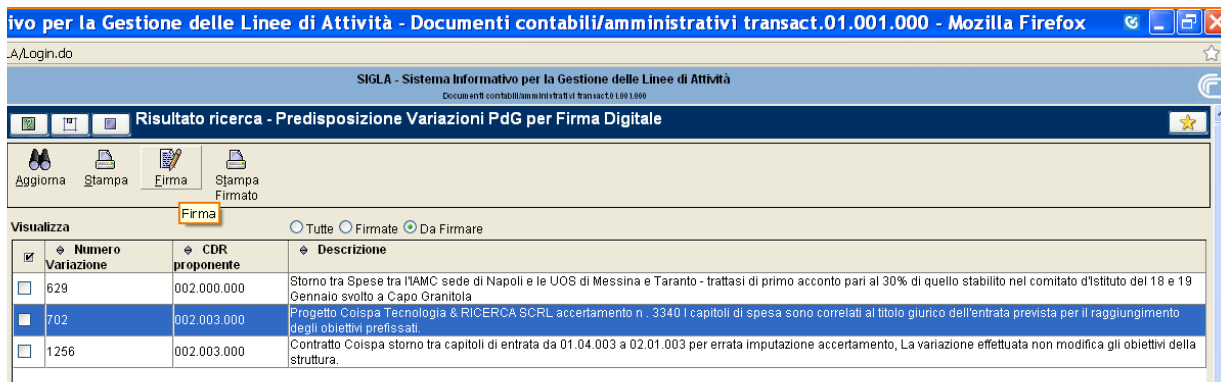 ivo per la Gestione delle Linee di Attività - Documenti contabili/amministrativi transact.01.001.000 - Mozilla Firefox
LA/Login.do
SIGLA - Sistema Informativo per la Gestione delle Linee di Attività
Documenti contabili/amministrativi transact.01.001.000
Risultato ricerca - Predisposizione Variazioni PdG per Firma Digitale
Aggiorna Stampa Firma Stampa
Firmato
Firma
Visualizza Tutte Firmate Da Firmare
Numero CDR Descrizione
Variazione proponente
629 002.000.000 Storno tra Spese tra l'IAMC sede di Napoli e le UOS di Messina e Taranto - trattasi di primo acconto pari al 30% di quello stabilito nel comitato d'Istituto del 18 e 19
Gennaio svolto a Capo Granitola
702 002.003.000 Progetto Coispa Tecnologia & RICERCA SCRL accertamento n . 3340 I capitoli di spesa sono correlati al titolo giurico dell'entrata prevista per il raggiungimento
degli obiettivi prefissati.
1256 002.003.000 Contratto Coispa storno tra capitoli di entrata da 01.04.003 a 02.01.003 per errata imputazione accertamento, La variazione effettuata non modifica gli obiettivi della
struttura.